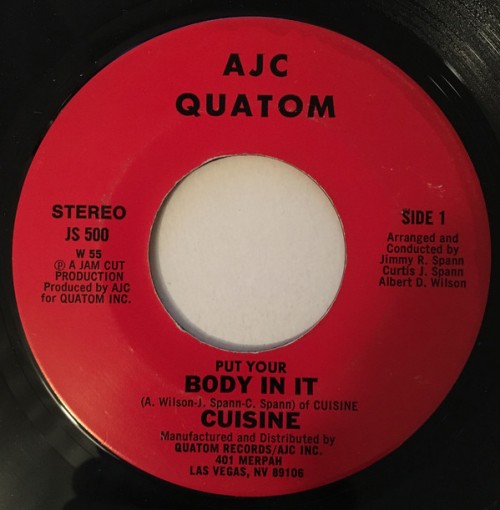 AJC
QUATOM
STEREO
JS 500
W 55
Ⓟ A JAM CUT
PRODUCTION
Produced by AJC
for QUATOM INC.
SIDE 1
Arranged and
Conducted by
Jimmy R. Spann
Curtis J. Spann
Albert D. Wilson
PUT YOUR
BODY IN IT
(A. Wilson-J. Spann-C. Spann) of CUISINE
CUISINE
Manufactured and Distributed by
QUATOM RECORDS/AJC INC.
401 MERPAH
LAS VEGAS, NV 89106